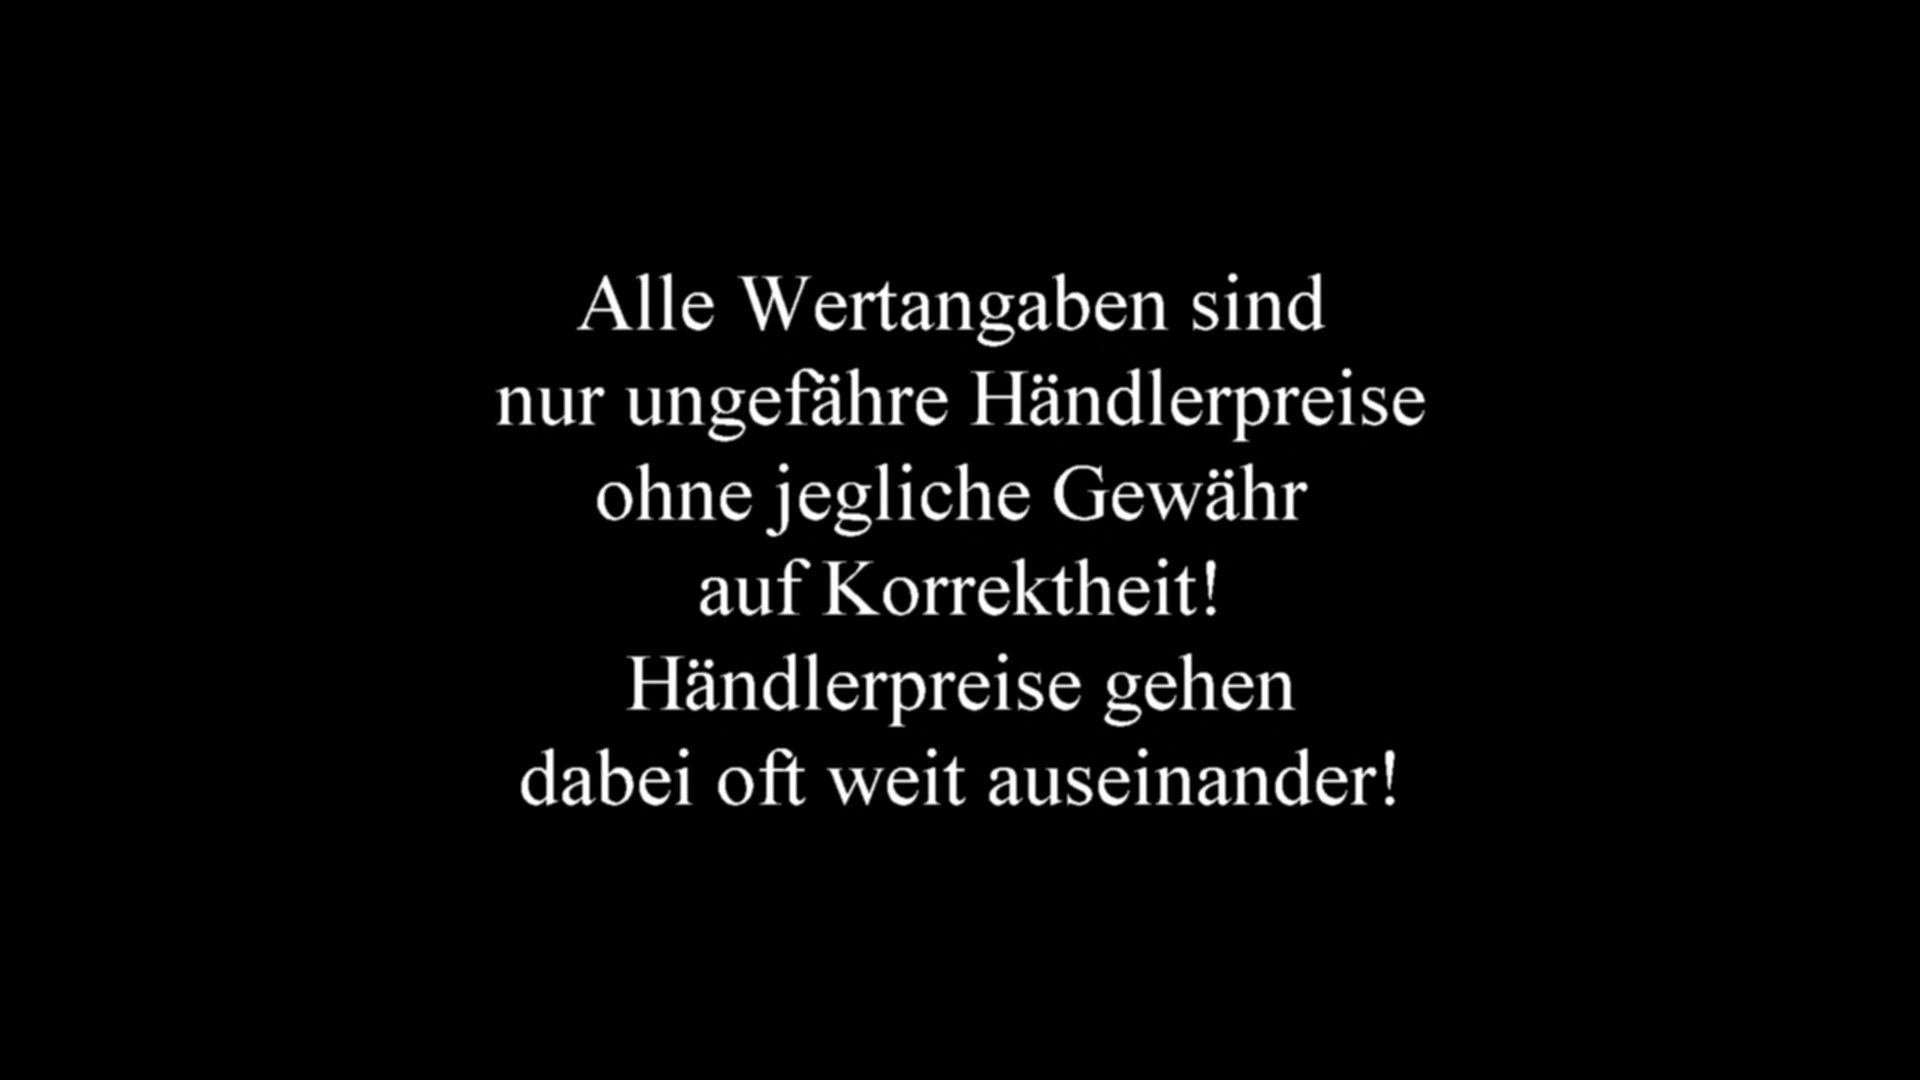 Alle Wertangaben sind
nur ungefähre Händlerpreise
ohne jegliche Gewähr
auf Korrektheit!
Händlerpreise gehen
dabei oft weit auseinander!